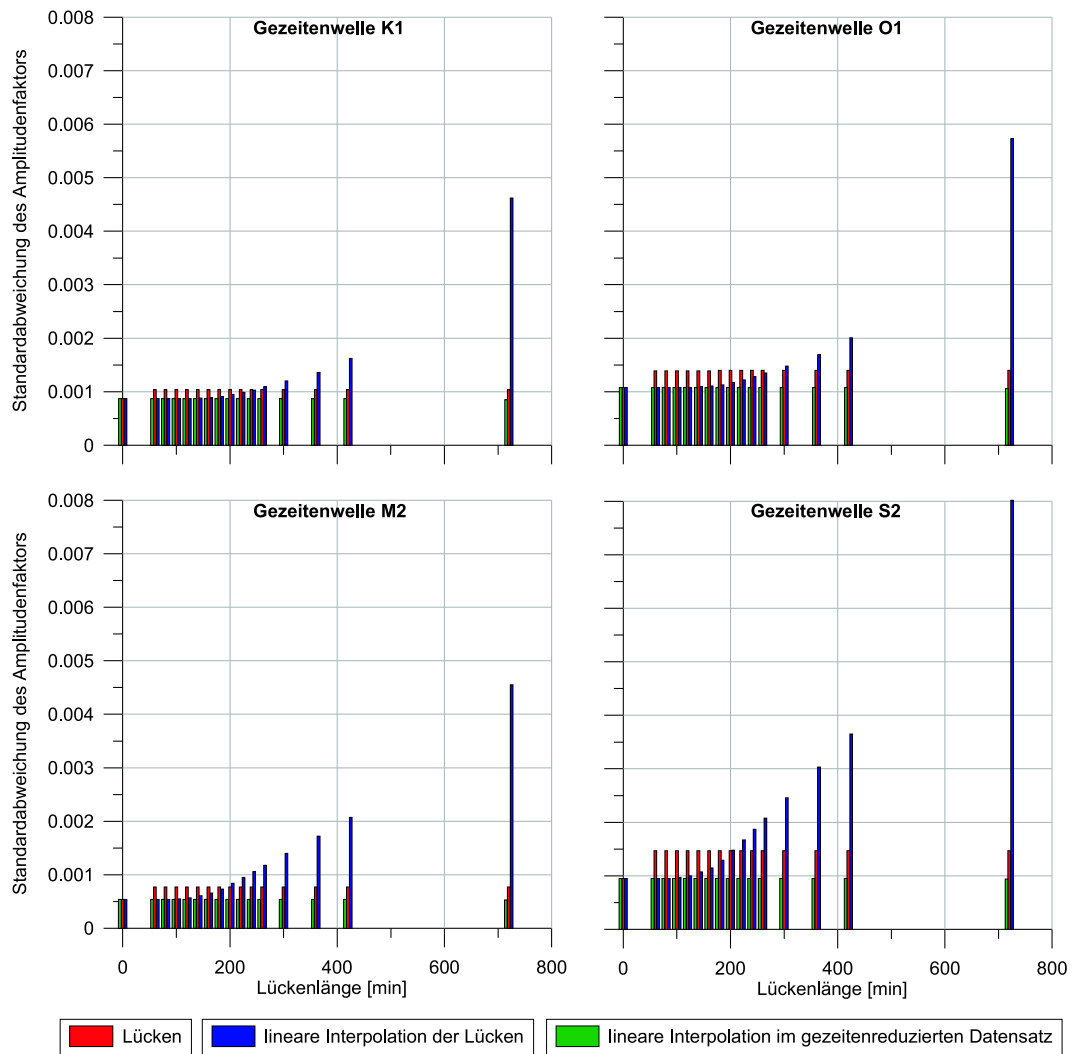 Gezeitenwelle K1
Gezeitenwelle O1
0.008
0.007
0.006
0.005
0.004
0.003
0.002
0.001
0
Standardabweichung des Amplitudenfaktors
Gezeitenwelle M2
Gezeitenwelle S2
0.008
0.007
0.006
0.005
0.004
0.003
0.002
0.001
0
Standardabweichung des Amplitudenfaktors
0 200 400 600 800
Lückenlänge [min]
0 200 400 600 800
Lückenlänge [min]
Lücken
lineare Interpolation der Lücken
lineare Interpolation im gezeitenreduzierten Datensatz